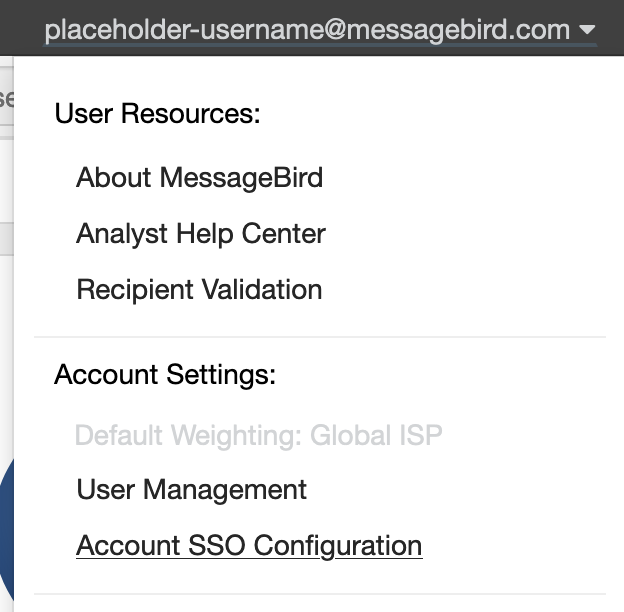 placeholder-username@messagebird.com
User Resources:
About MessageBird
Analyst Help Center
Recipient Validation
Account Settings:
Default Weighting: Global ISP
User Management
Account SSO Configuration